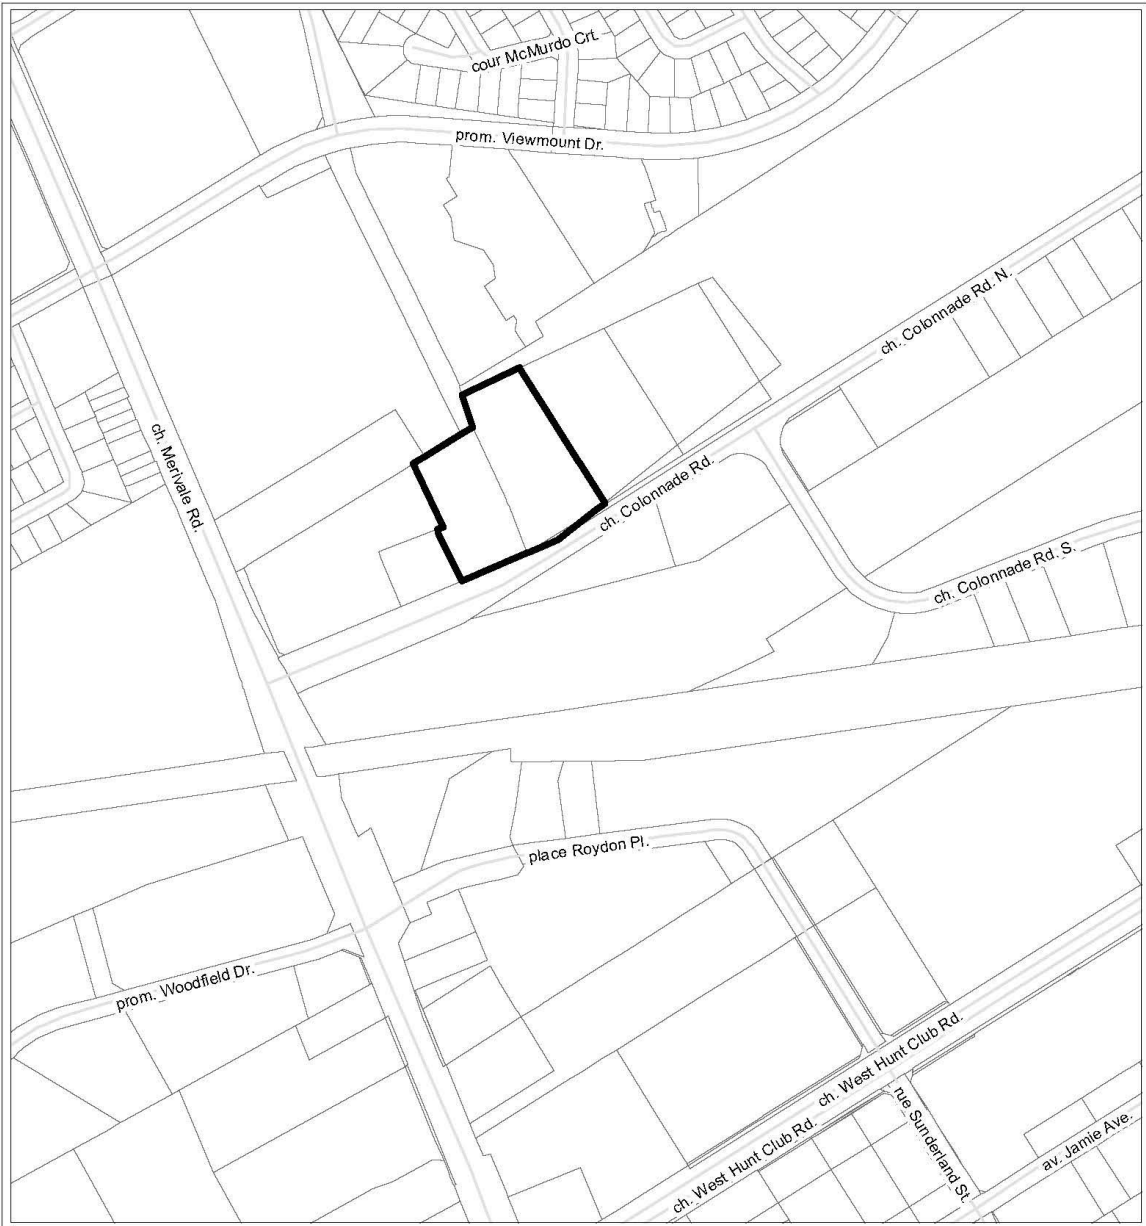 cour McMurdo Crt.
prom. Viewmount Dr.
ch. Colonnade Rd. N.
ch. Merivale Rd.
ch. Colonnade Rd.
ch. Colonnade Rd. S.
place Roydon Pl.
prom. Woodfield Dr.
ch. West Hunt Club Rd.
ch. West Hunt Club Rd.
rue Sunderland St.
av. Jamie Ave.